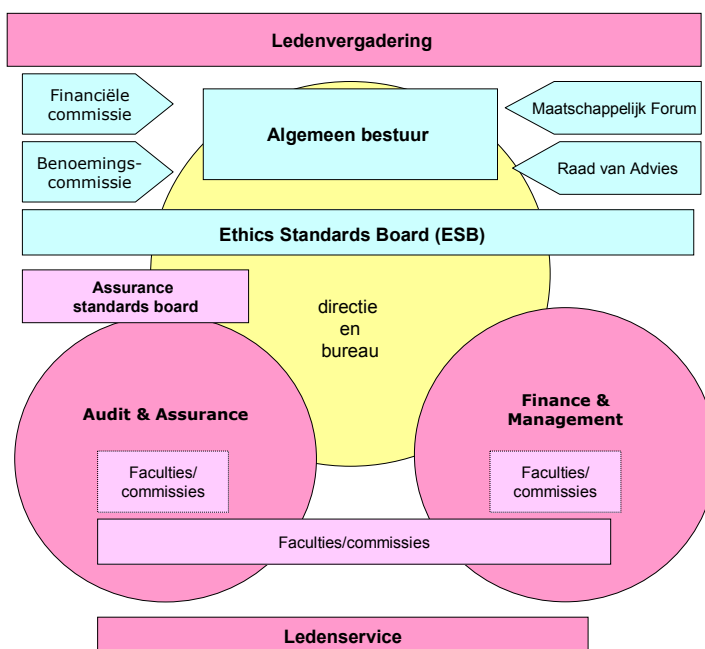 Ledenvergadering
Financiële
commissie
Algemeen bestuur
Maatschappelijk Forum
Benoemings-
commissie
Raad van Advies
Ethics Standards Board (ESB)
Assurance
standards board
directie
en
bureau
Audit & Assurance
Finance &
Management
Faculties/
commissies
Faculties/
commissies
Faculties/commissies
Ledenservice